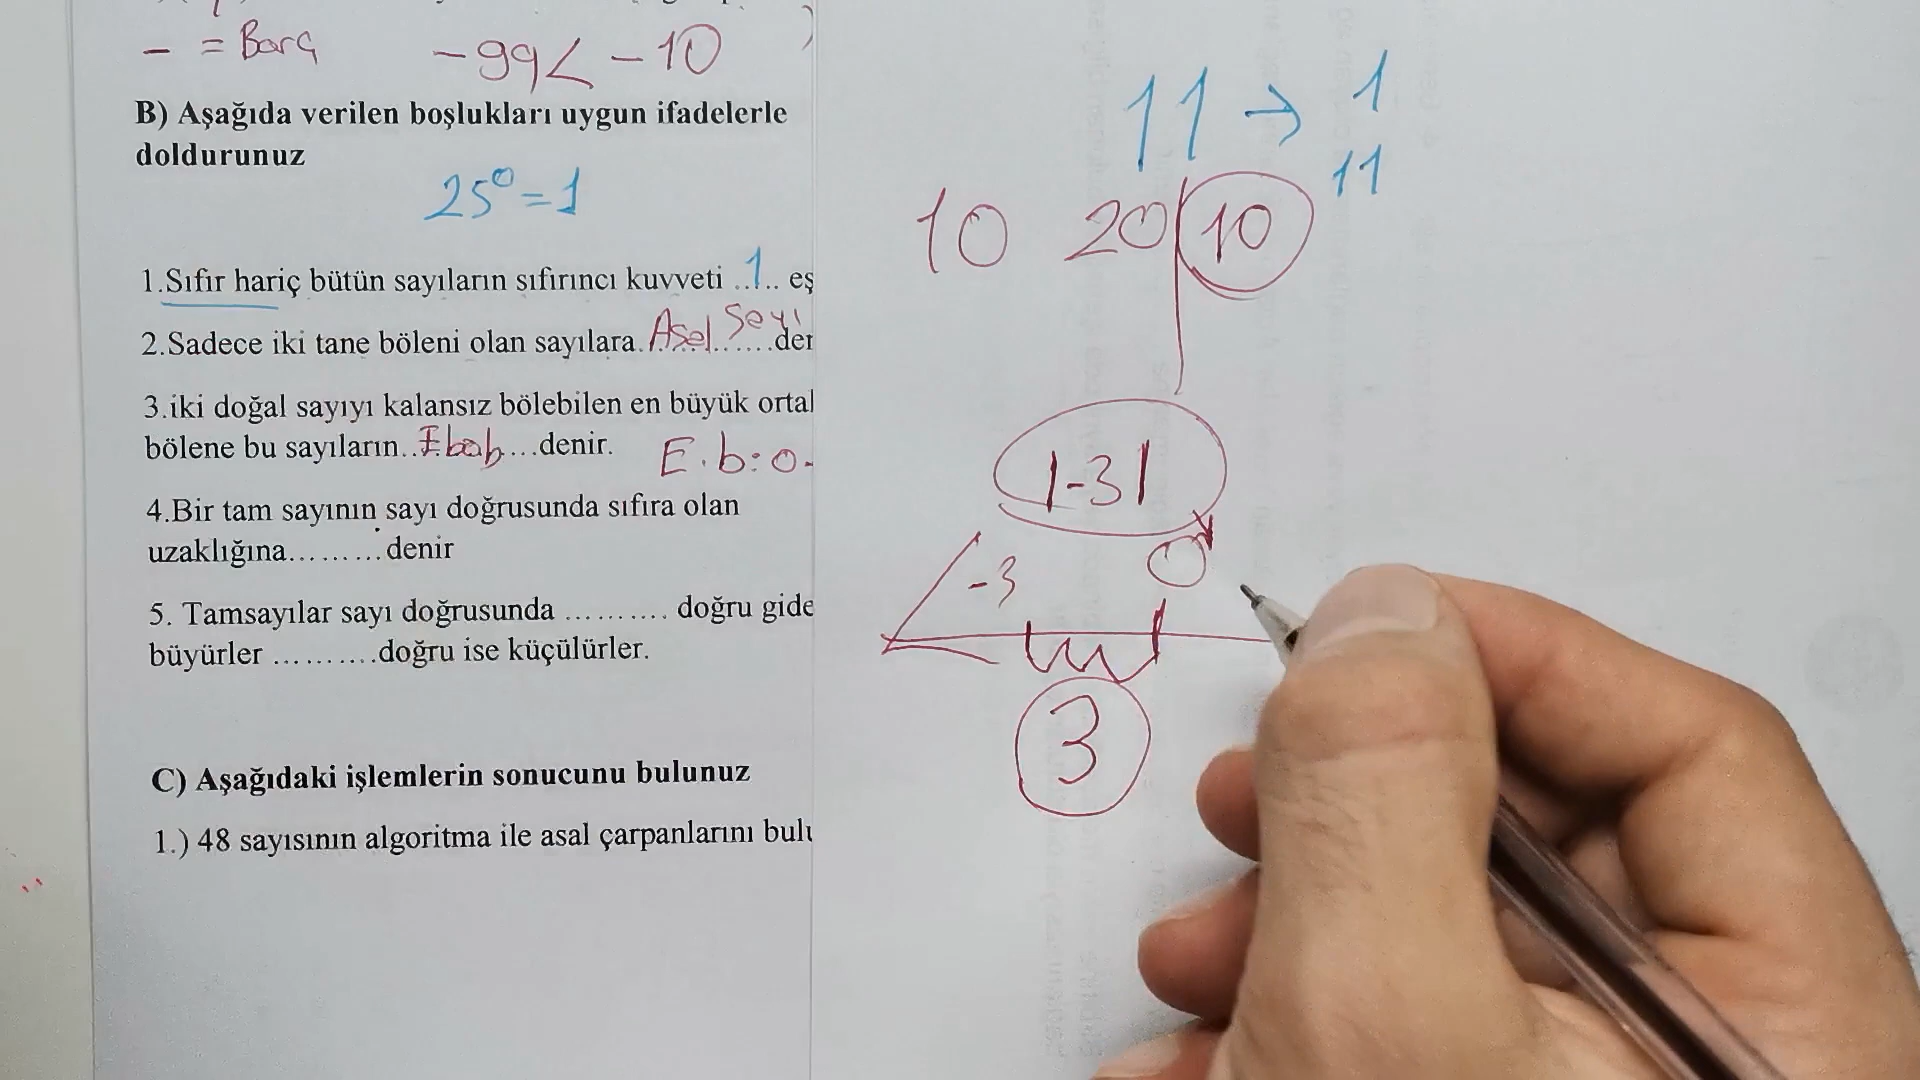 - = Borç
-99 < -10
B) Aşağıda verilen boşlukları uygun ifadelerle
doldurunuz
25⁰ = 1
1.Sıfır hariç bütün sayıların sıfırıncı kuvveti ..1.. eş
2.Sadece iki tane böleni olan sayılara. Asal Sayı ......der
3.iki doğal sayıyı kalansız bölebilen en büyük ortal
bölene bu sayıların..Ebob...denir. E.b:o.
4.Bir tam sayının sayı doğrusunda sıfıra olan
uzaklığına.........denir
5. Tamsayılar sayı doğrusunda .......... doğru gide
büyürler ..........doğru ise küçülürler.
C) Aşağıdaki işlemlerin sonucunu bulunuz
1.) 48 sayısının algoritma ile asal çarpanlarını bulu
11 → 1
11
10 20 | 10
|-3|
-3 0
3